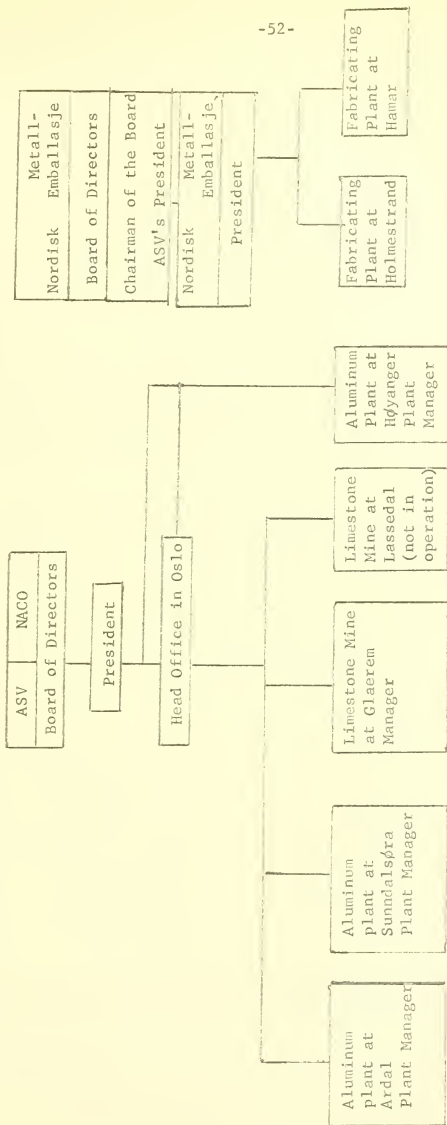 -52-
ASV NACO
Board of Directors
President
Head Office in Oslo
Aluminum
plant at
Ardal
Plant Manager
Aluminum
plant at
Sunndalsøra
Plant Manager
Limestone Mine
at Glaerem
Manager
Limestone
Mine at
Lassedal
(not in
operation)
Aluminum
Plant at
Høyanger
Plant
Manager
Metall-
Nordisk Emballasje
Board of Directors
Chairman of the Board
ASV's President
Nordisk Metall-
Emballasje
President
Fabricating
Plant at
Holmestrand
Fabricating
Plant at
Hamar